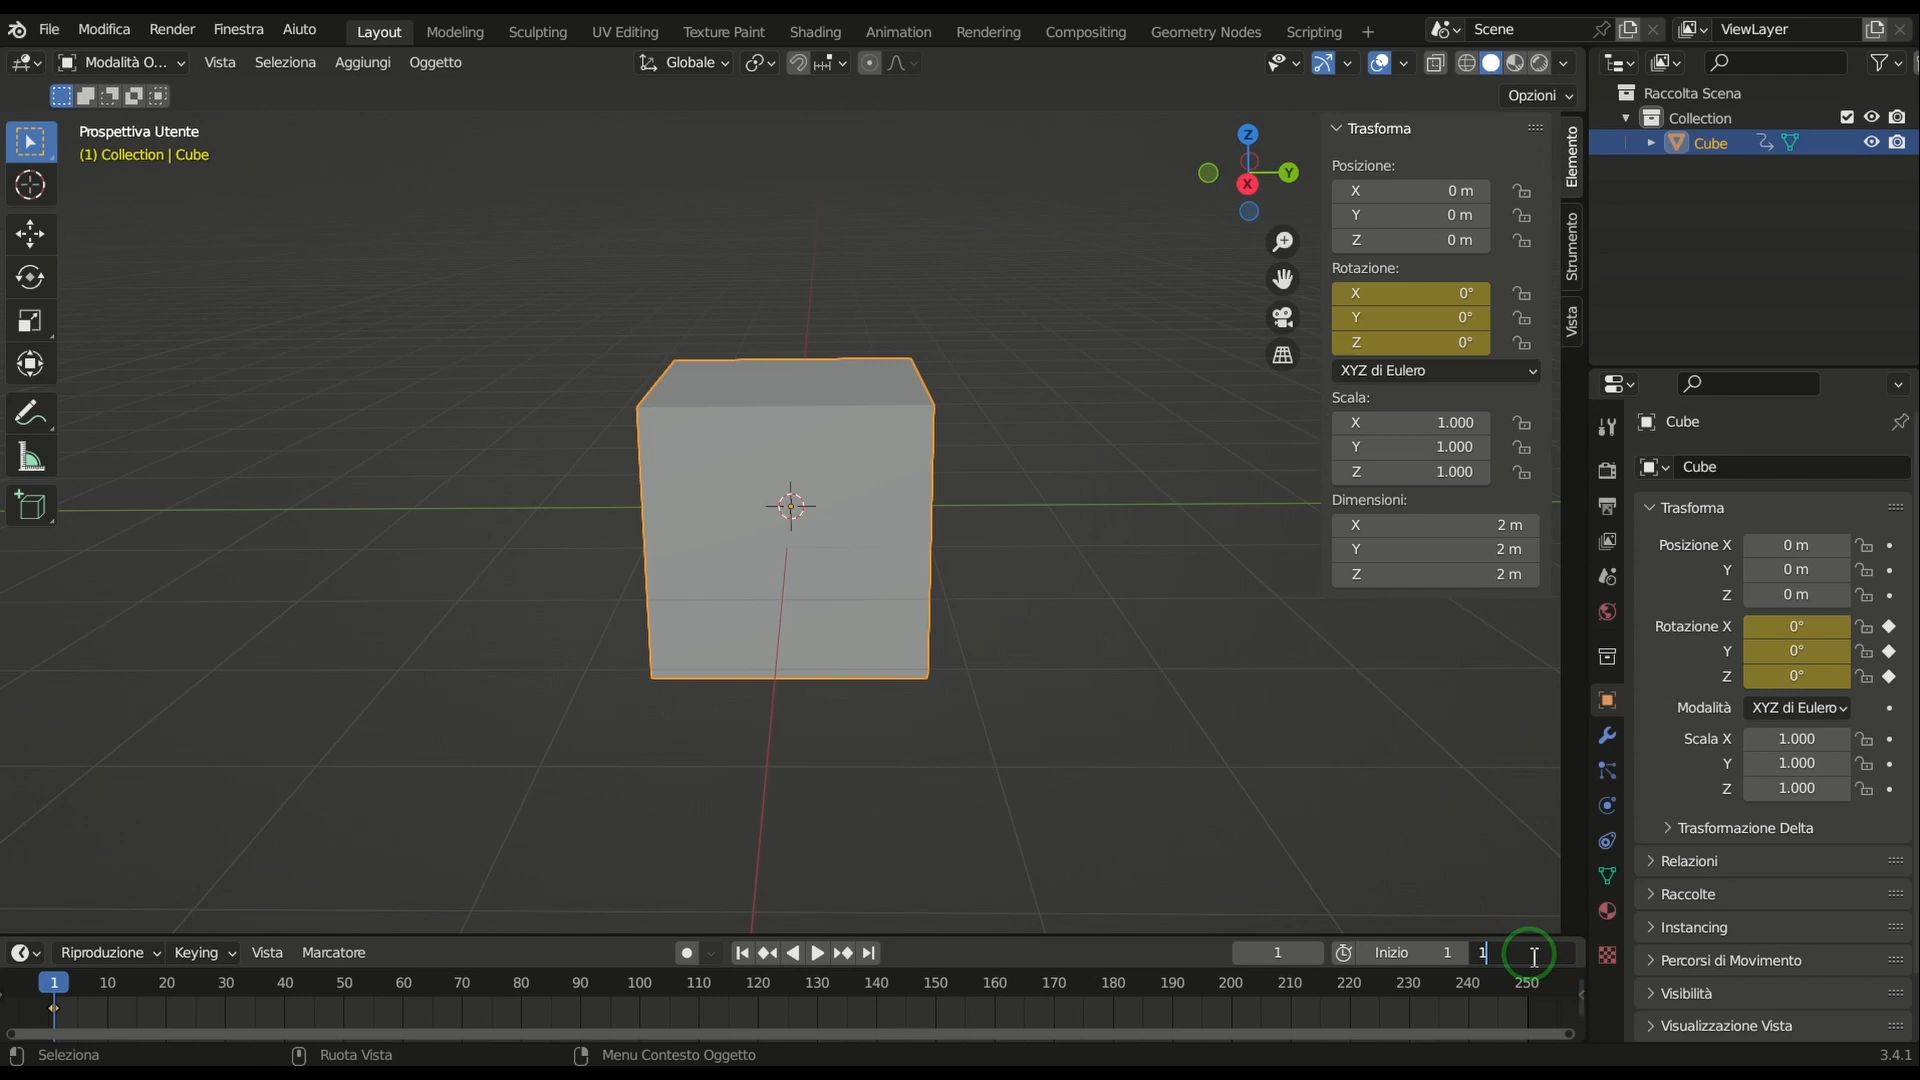 File Modifica Render Finestra Aiuto Layout Modeling Sculpting UV Editing Texture Paint Shading Animation Rendering Compositing Geometry Nodes Scripting + Scene ViewLayer
Modalità O... Vista Seleziona Aggiungi Oggetto Globale
Opzioni
Prospettiva Utente
(1) Collection | Cube
Z
Y
X
Trasforma
Posizione:
X 0 m
Y 0 m
Z 0 m
Rotazione:
X 0°
Y 0°
Z 0°
XYZ di Eulero
Scala:
X 1.000
Y 1.000
Z 1.000
Dimensioni:
X 2 m
Y 2 m
Z 2 m
Elemento
Strumento
Vista
Raccolta Scena
Collection
Cube
Cube
Cube
Trasforma
Posizione X 0 m
Y 0 m
Z 0 m
Rotazione X 0°
Y 0°
Z 0°
Modalità XYZ di Eulero
Scala X 1.000
Y 1.000
Z 1.000
Trasformazione Delta
Relazioni
Raccolte
Instancing
Percorsi di Movimento
Visibilità
Visualizzazione Vista
Riproduzione Keying Vista Marcatore 1 Inizio 1 1
1 10 20 30 40 50 60 70 80 90 100 110 120 130 140 150 160 170 180 190 200 210 220 230 240 250
Seleziona Ruota Vista Menu Contesto Oggetto 3.4.1